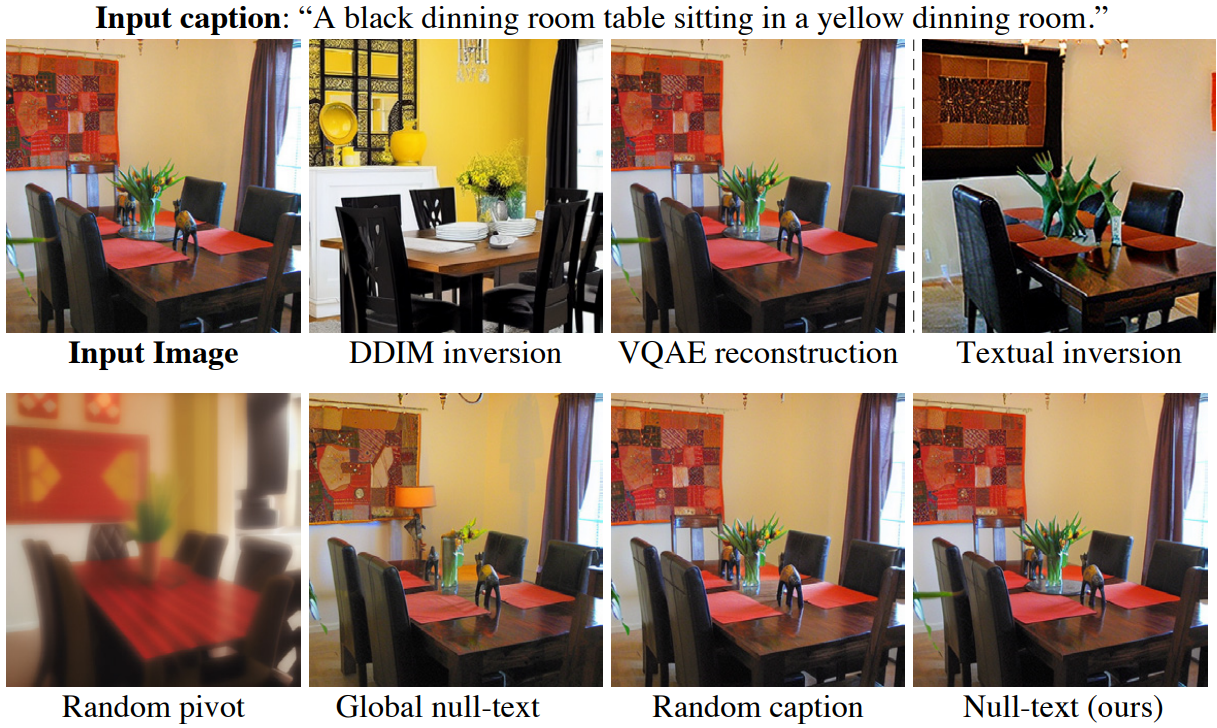 Input caption: “A black dinning room table sitting in a yellow dinning room.”
Input Image
DDIM inversion
VQAE reconstruction
Textual inversion
Random pivot
Global null-text
Random caption
Null-text (ours)